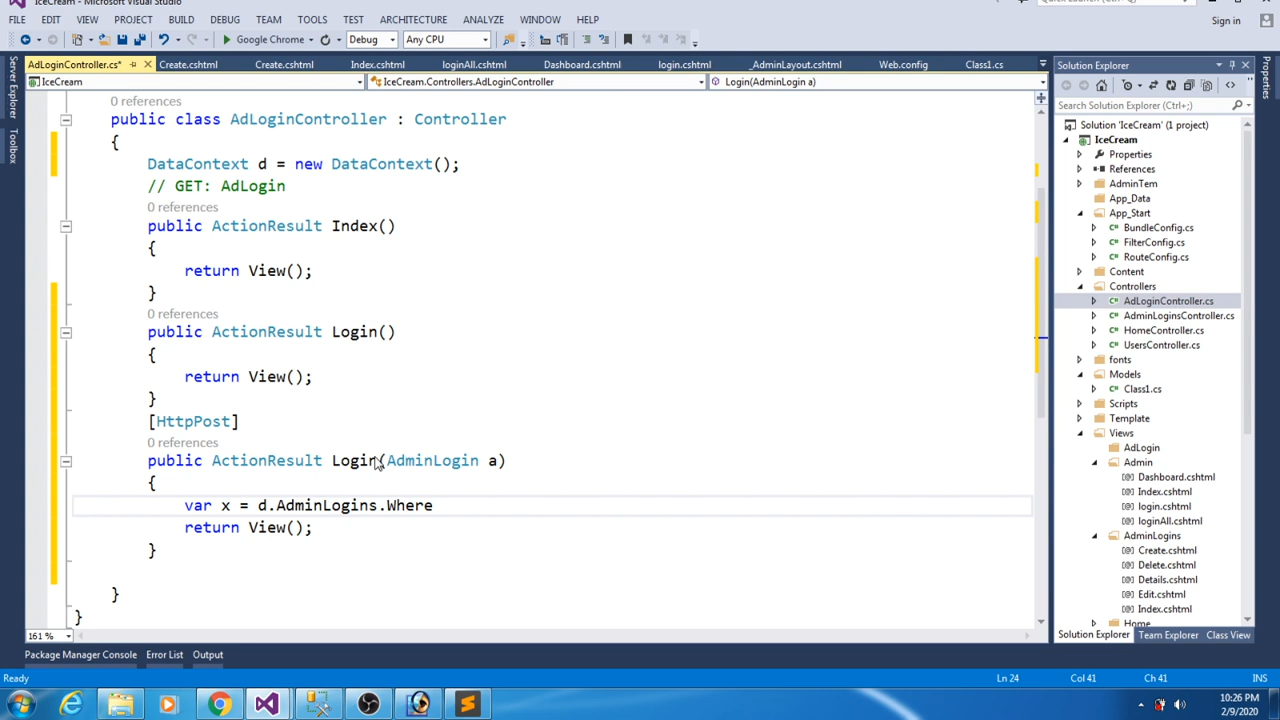 IceCream - Microsoft Visual Studio
Quick Launch (Ctrl+Q)
FILE EDIT VIEW PROJECT BUILD DEBUG TEAM TOOLS TEST ARCHITECTURE ANALYZE WINDOW HELP Sign in
Google Chrome Debug Any CPU
AdLoginController.cs* Create.cshtml Create.cshtml Index.cshtml loginAll.cshtml Dashboard.cshtml login.cshtml _AdminLayout.cshtml Web.config Class1.cs
IceCream IceCream.Controllers.AdLoginController Login(AdminLogin a)
Server Explorer
Toolbox
0 references
public class AdLoginController : Controller
{
DataContext d = new DataContext();
// GET: AdLogin
0 references
public ActionResult Index()
{
return View();
}
0 references
public ActionResult Login()
{
return View();
}
[HttpPost]
0 references
public ActionResult Login(AdminLogin a)
{
var x = d.AdminLogins.Where
return View();
}
}
}
161 %
Solution Explorer
Search Solution Explorer (Ctrl+;)
Solution 'IceCream' (1 project)
IceCream
Properties
References
AdminTem
App_Data
App_Start
BundleConfig.cs
FilterConfig.cs
RouteConfig.cs
Content
Controllers
AdLoginController.cs
AdminLoginsController.cs
HomeController.cs
UsersController.cs
fonts
Models
Class1.cs
Scripts
Template
Views
AdLogin
Admin
Dashboard.cshtml
Index.cshtml
login.cshtml
loginAll.cshtml
AdminLogins
Create.cshtml
Delete.cshtml
Details.cshtml
Edit.cshtml
Index.cshtml
Home
Solution Explorer Team Explorer Class View
Properties
Package Manager Console Error List Output
Ready Ln 24 Col 41 Ch 41 INS
10:26 PM
2/9/2020